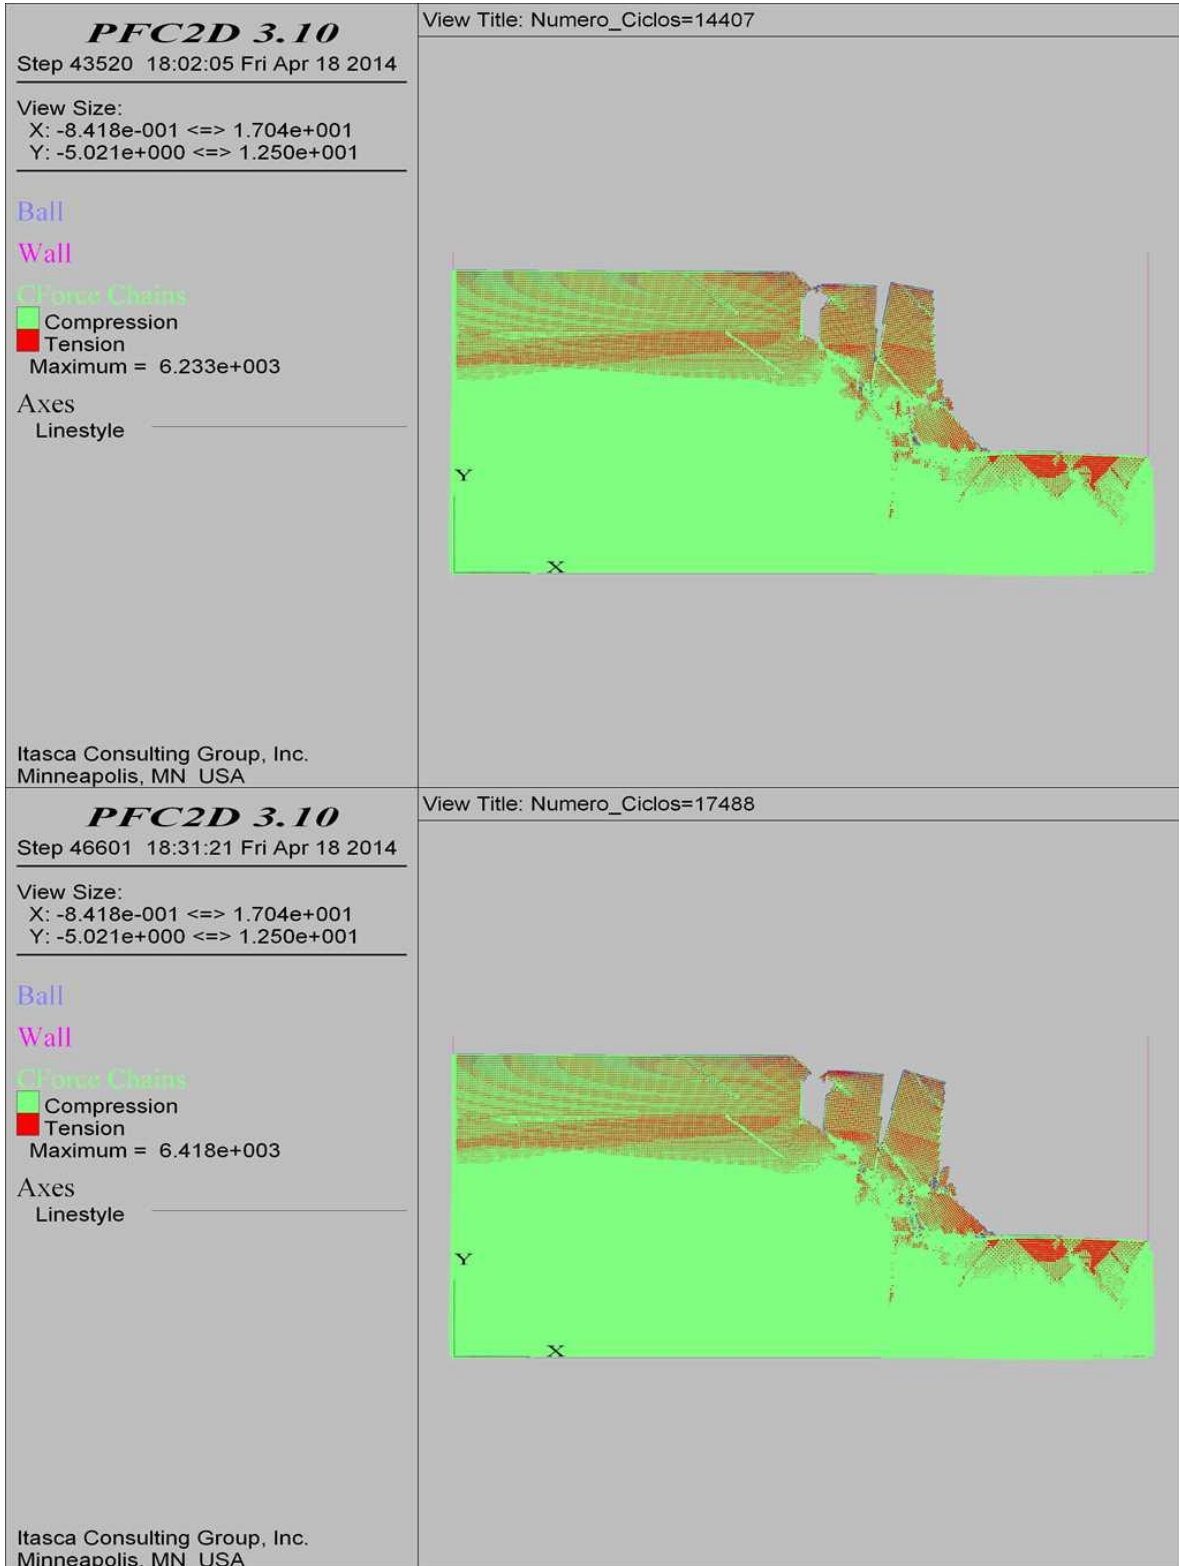 PFC2D 3.10
Step 43520 18:02:05 Fri Apr 18 2014
View Size:
X: -8.418e-001 <=> 1.704e+001
Y: -5.021e+000 <=> 1.250e+001
Ball
Wall
CForce Chains
Compression
Tension
Maximum = 6.233e+003
Axes
Linestyle
Itasca Consulting Group, Inc.
Minneapolis, MN USA
View Title: Numero_Ciclos=14407
Y
X
PFC2D 3.10
Step 46601 18:31:21 Fri Apr 18 2014
View Size:
X: -8.418e-001 <=> 1.704e+001
Y: -5.021e+000 <=> 1.250e+001
Ball
Wall
CForce Chains
Compression
Tension
Maximum = 6.418e+003
Axes
Linestyle
Itasca Consulting Group, Inc.
Minneapolis, MN USA
View Title: Numero_Ciclos=17488
Y
X